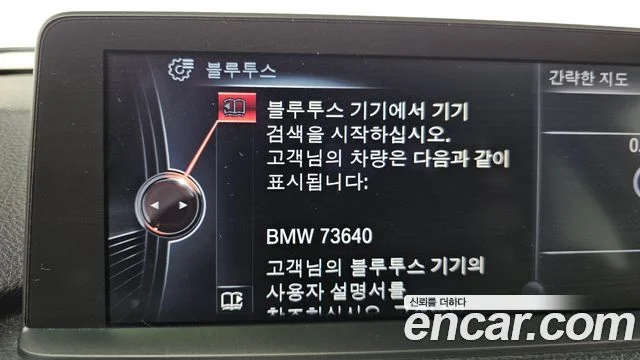 블루투스
간략한 지도
블루투스 기기에서 기기
검색을 시작하십시오.
고객님의 차량은 다음과 같이
표시됩니다:
BMW 73640
고객님의 블루투스 기기의
사용자 설명서를
0.
신뢰를 더하다
encar.com